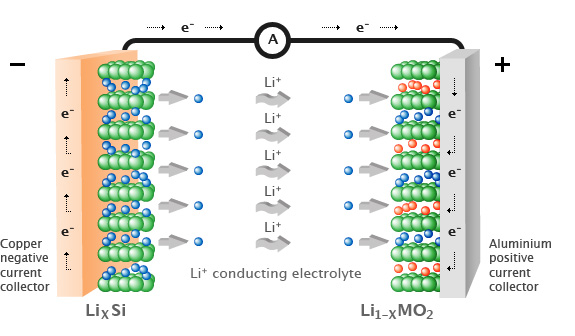 e⁻
A
e⁻
−
+
Li⁺
e⁻
e⁻
Li⁺
Li⁺
e⁻
e⁻
Li⁺
e⁻
e⁻
Li⁺
Copper
negative
current
collector
Aluminium
positive
current
collector
Li⁺ conducting electrolyte
LiₓSi
Li₁₋ₓMO₂